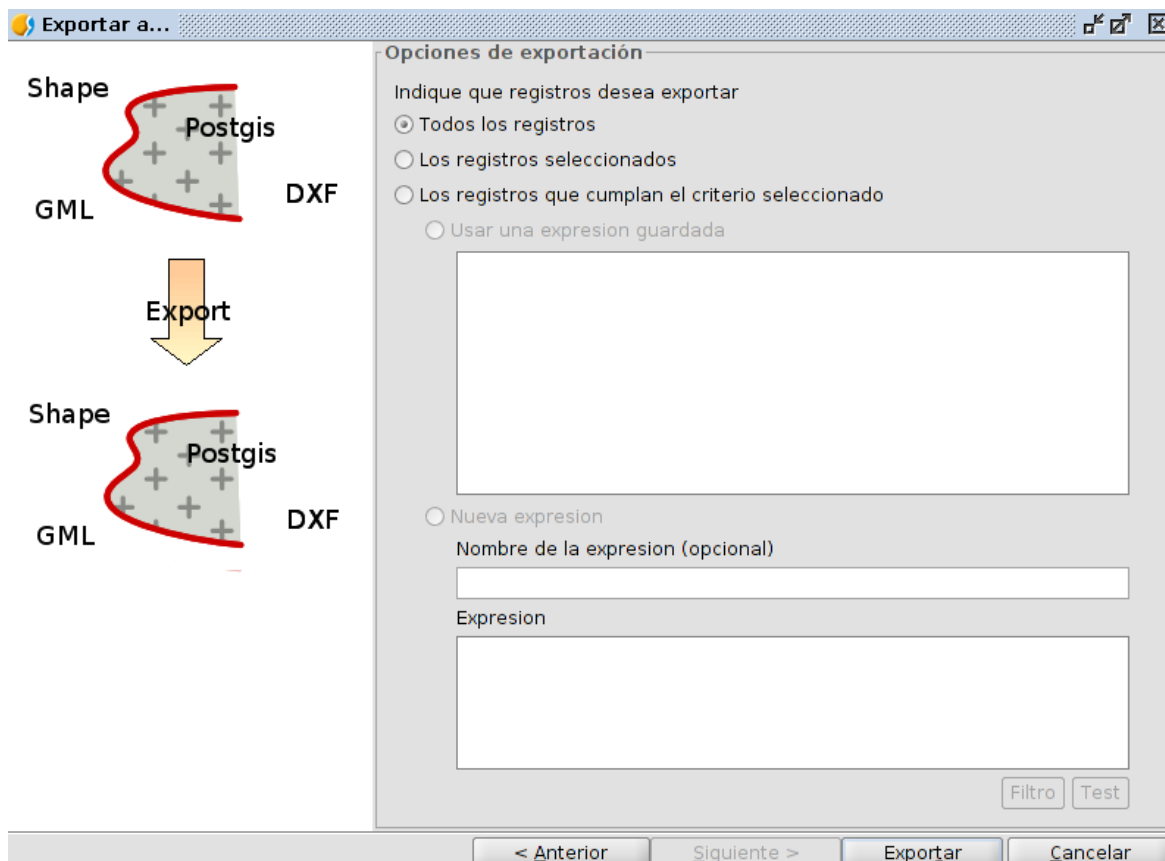 Exportar a...
Shape
Postgis
GML
DXF
Export
Shape
Postgis
GML
DXF
Opciones de exportación
Indique que registros desea exportar
Todos los registros
Los registros seleccionados
Los registros que cumplan el criterio seleccionado
Usar una expresion guardada
Nueva expresion
Nombre de la expresion (opcional)
Expresion
Filtro Test
< Anterior Siguiente > Exportar Cancelar